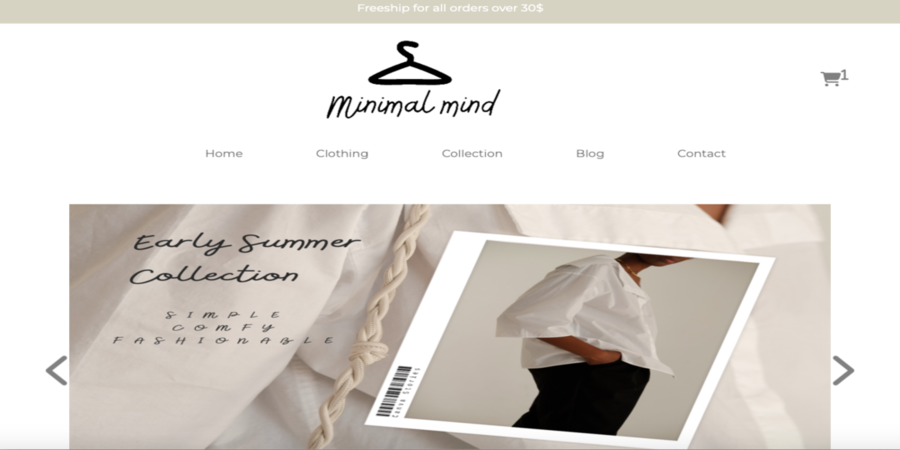 Freeship for all orders over 30$
1
Minimal mind
Home Clothing Collection Blog Contact
Early Summer
Collection
SIMPLE
COMFY
FASHIONABLE